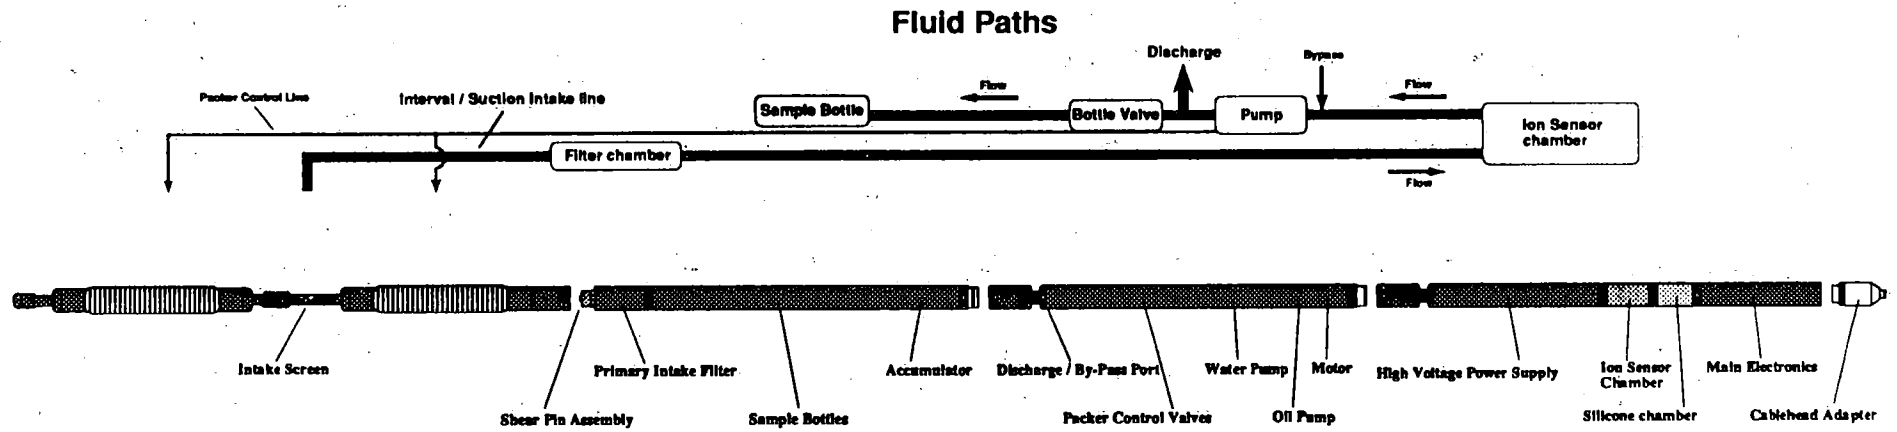 Fluid Paths
Discharge
Bypass
Flow
Flow
Packer Control Line
Interval / Suction Intake line
Sample Bottle
Bottle Valve
Pump
Ion Sensor
chamber
Filter chamber
Flow
Intake Screen
Primary Intake Filter
Accumulator
Discharge / By-Pass Port
Water Pump
Motor
High Voltage Power Supply
Ion Sensor
Chamber
Main Electronics
Shear Pin Assembly
Sample Bottles
Packer Control Valves
Oil Pump
Silicone chamber
Cablehead Adapter